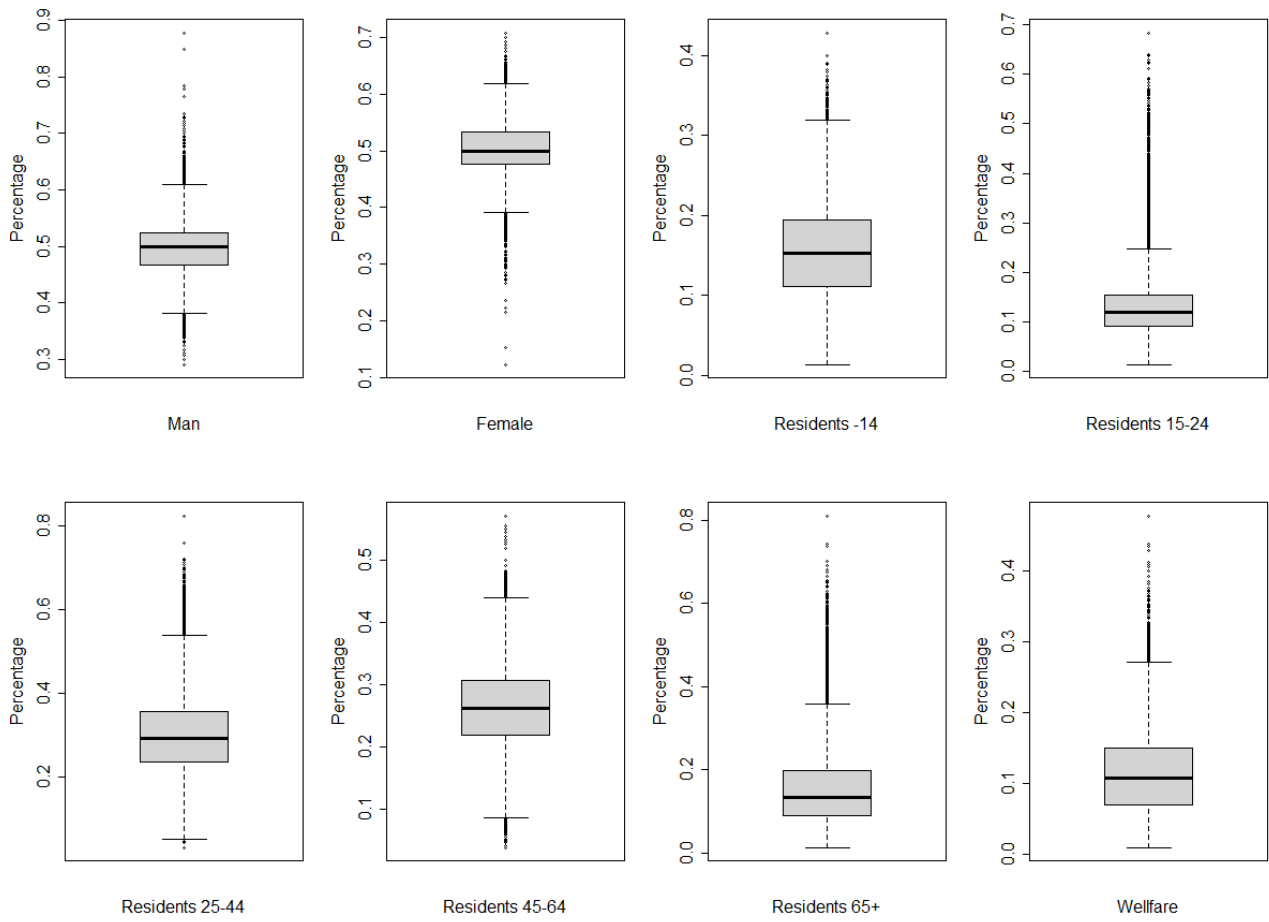 Percentage
0.3 0.4 0.5 0.6 0.7 0.8 0.9
Man
Percentage
0.1 0.2 0.3 0.4 0.5 0.6 0.7
Female
Percentage
0.0 0.1 0.2 0.3 0.4
Residents -14
Percentage
0.0 0.1 0.2 0.3 0.4 0.5 0.6 0.7
Residents 15-24
Percentage
0.2 0.4 0.6 0.8
Residents 25-44
Percentage
0.1 0.2 0.3 0.4 0.5
Residents 45-64
Percentage
0.0 0.2 0.4 0.6 0.8
Residents 65+
Percentage
0.0 0.1 0.2 0.3 0.4
Wellfare